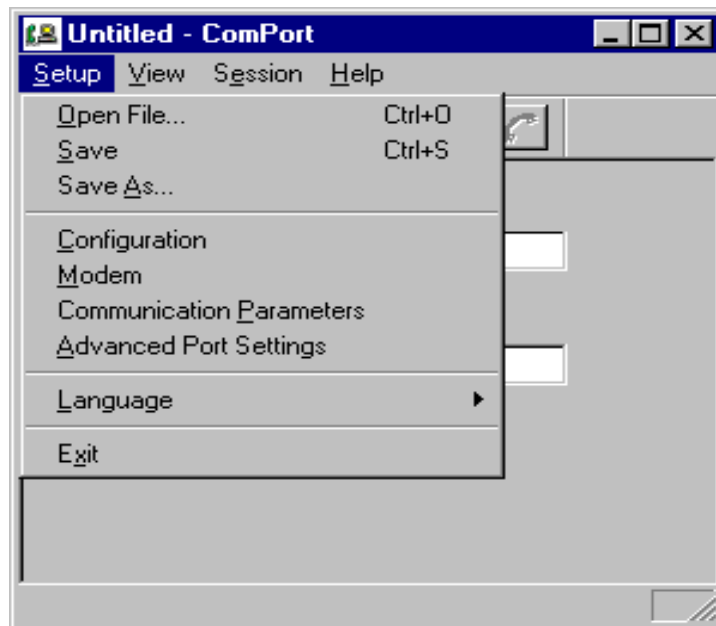 Untitled - ComPort
Setup View Session Help
Open File... Ctrl+O
Save Ctrl+S
Save As...
Configuration
Modem
Communication Parameters
Advanced Port Settings
Language
Exit